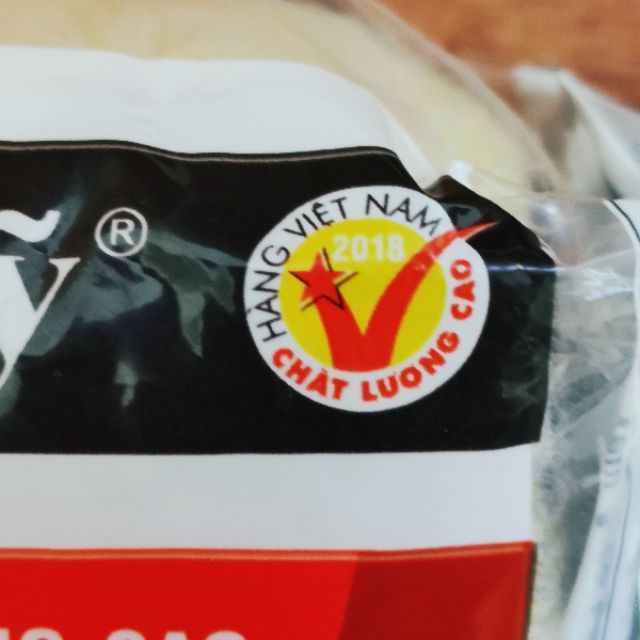 ỹ ®
HÀNG VIỆT NAM
2018
CHẤT LƯỢNG CAO